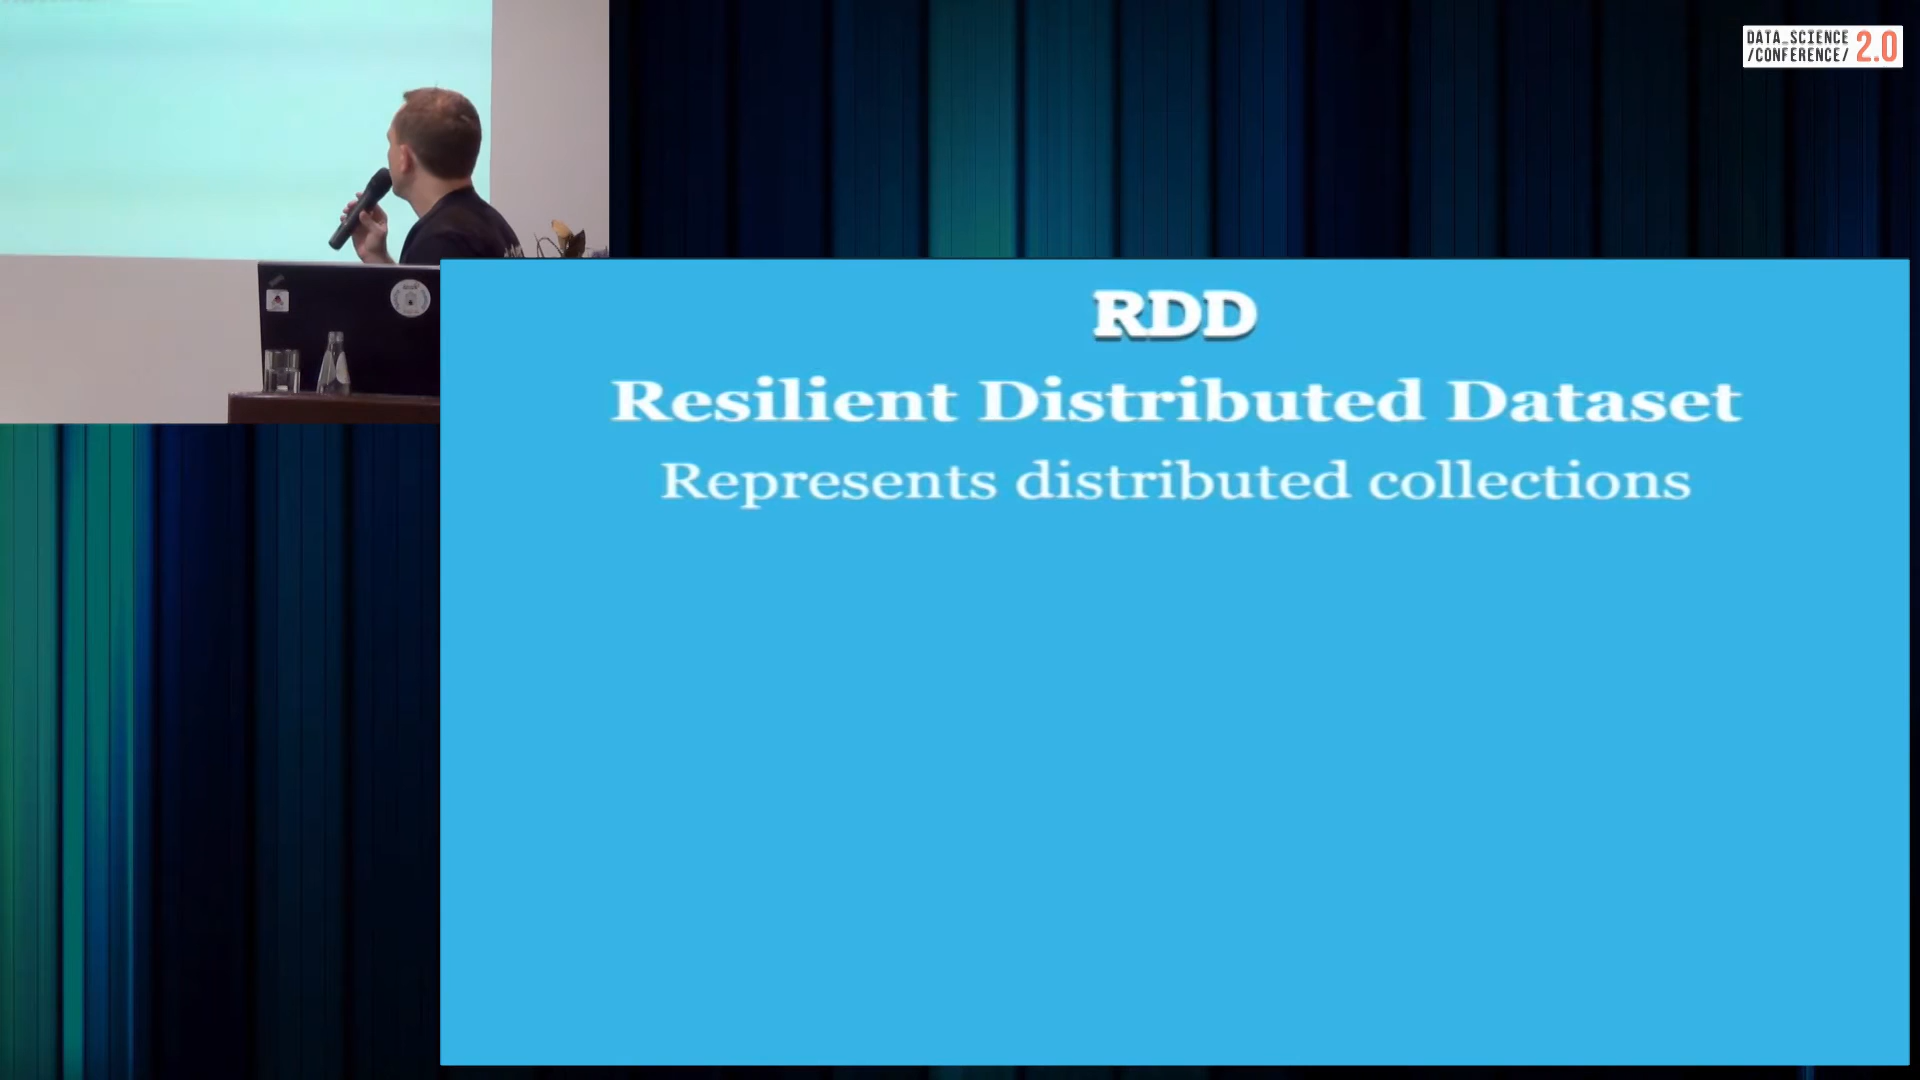 DATA_SCIENCE
/CONFERENCE/ 2.0
RDD
Resilient Distributed Dataset
Represents distributed collections